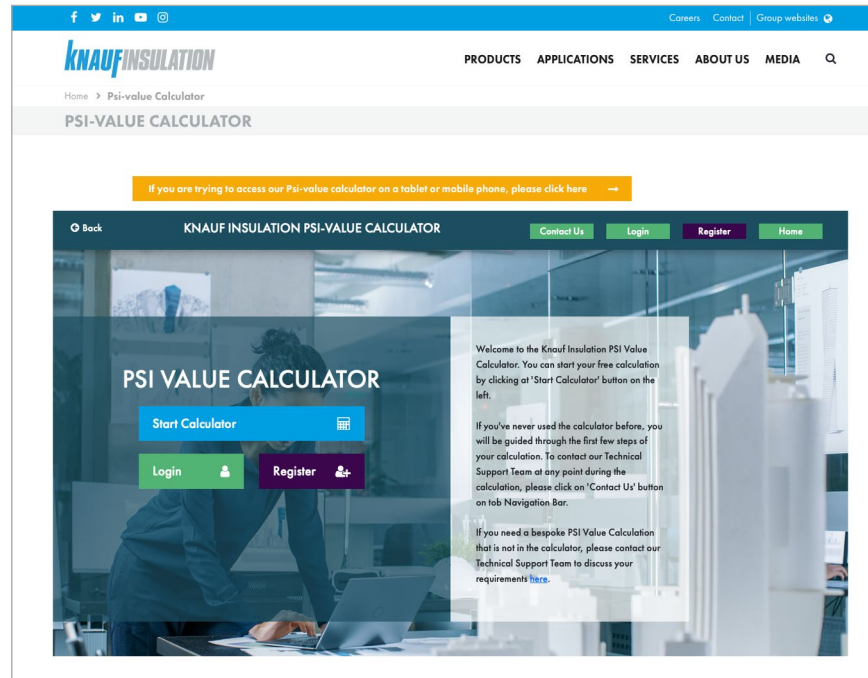 Careers Contact Group websites
KNAUFINSULATION
PRODUCTS APPLICATIONS SERVICES ABOUT US MEDIA
Home > Psi-value Calculator
PSI-VALUE CALCULATOR
If you are trying to access our Psi-value calculator on a tablet or mobile phone, please click here →
Back
KNAUF INSULATION PSI-VALUE CALCULATOR
Contact Us Login Register Home
PSI VALUE CALCULATOR
Start Calculator
Login Register
Welcome to the Knauf Insulation PSI Value
Calculator. You can start your free calculation
by clicking at 'Start Calculator' button on the
left.
If you've never used the calculator before, you
will be guided through the first few steps of
your calculation. To contact our Technical
Support Team at any point during the
calculation, please click on 'Contact Us' button
on tob Navigation Bar.
If you need a bespoke PSI Value Calculation
that is not in the calculator, please contact our
Technical Support Team to discuss your
requirements here.